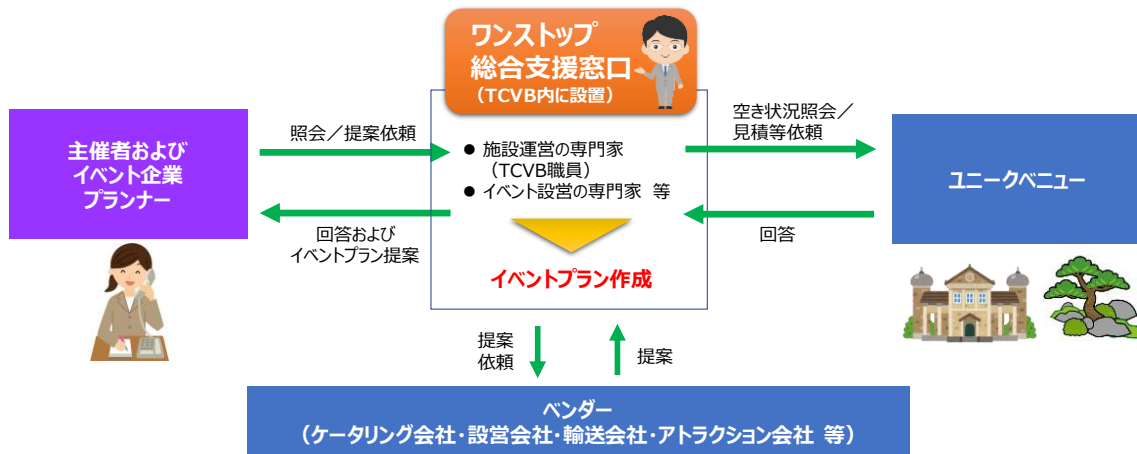 ワンストップ
総合支援窓口
（TCVB内に設置）
主催者および
イベント企業
プランナー
照会／提案依頼
回答および
イベントプラン提案
● 施設運営の専門家
（TCVB職員）
● イベント設営の専門家 等
イベントプラン作成
空き状況照会／
見積等依頼
回答
ユニークベニュー
提案
依頼
提案
ベンダー
（ケータリング会社・設営会社・輸送会社・アトラクション会社 等）